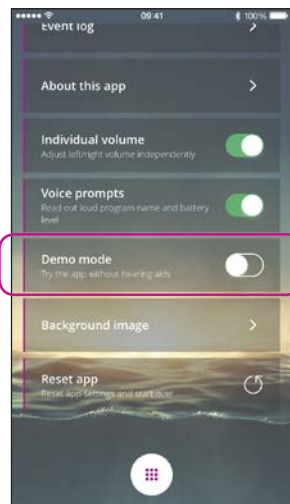 09:41
100%
Event log
About this app
Individual volume
Adjust left/right volume independently
Voice prompts
Read out loud program name and battery
level
Demo mode
Try the app without hearing aids
Background image
Reset app
Reset app settings and start over